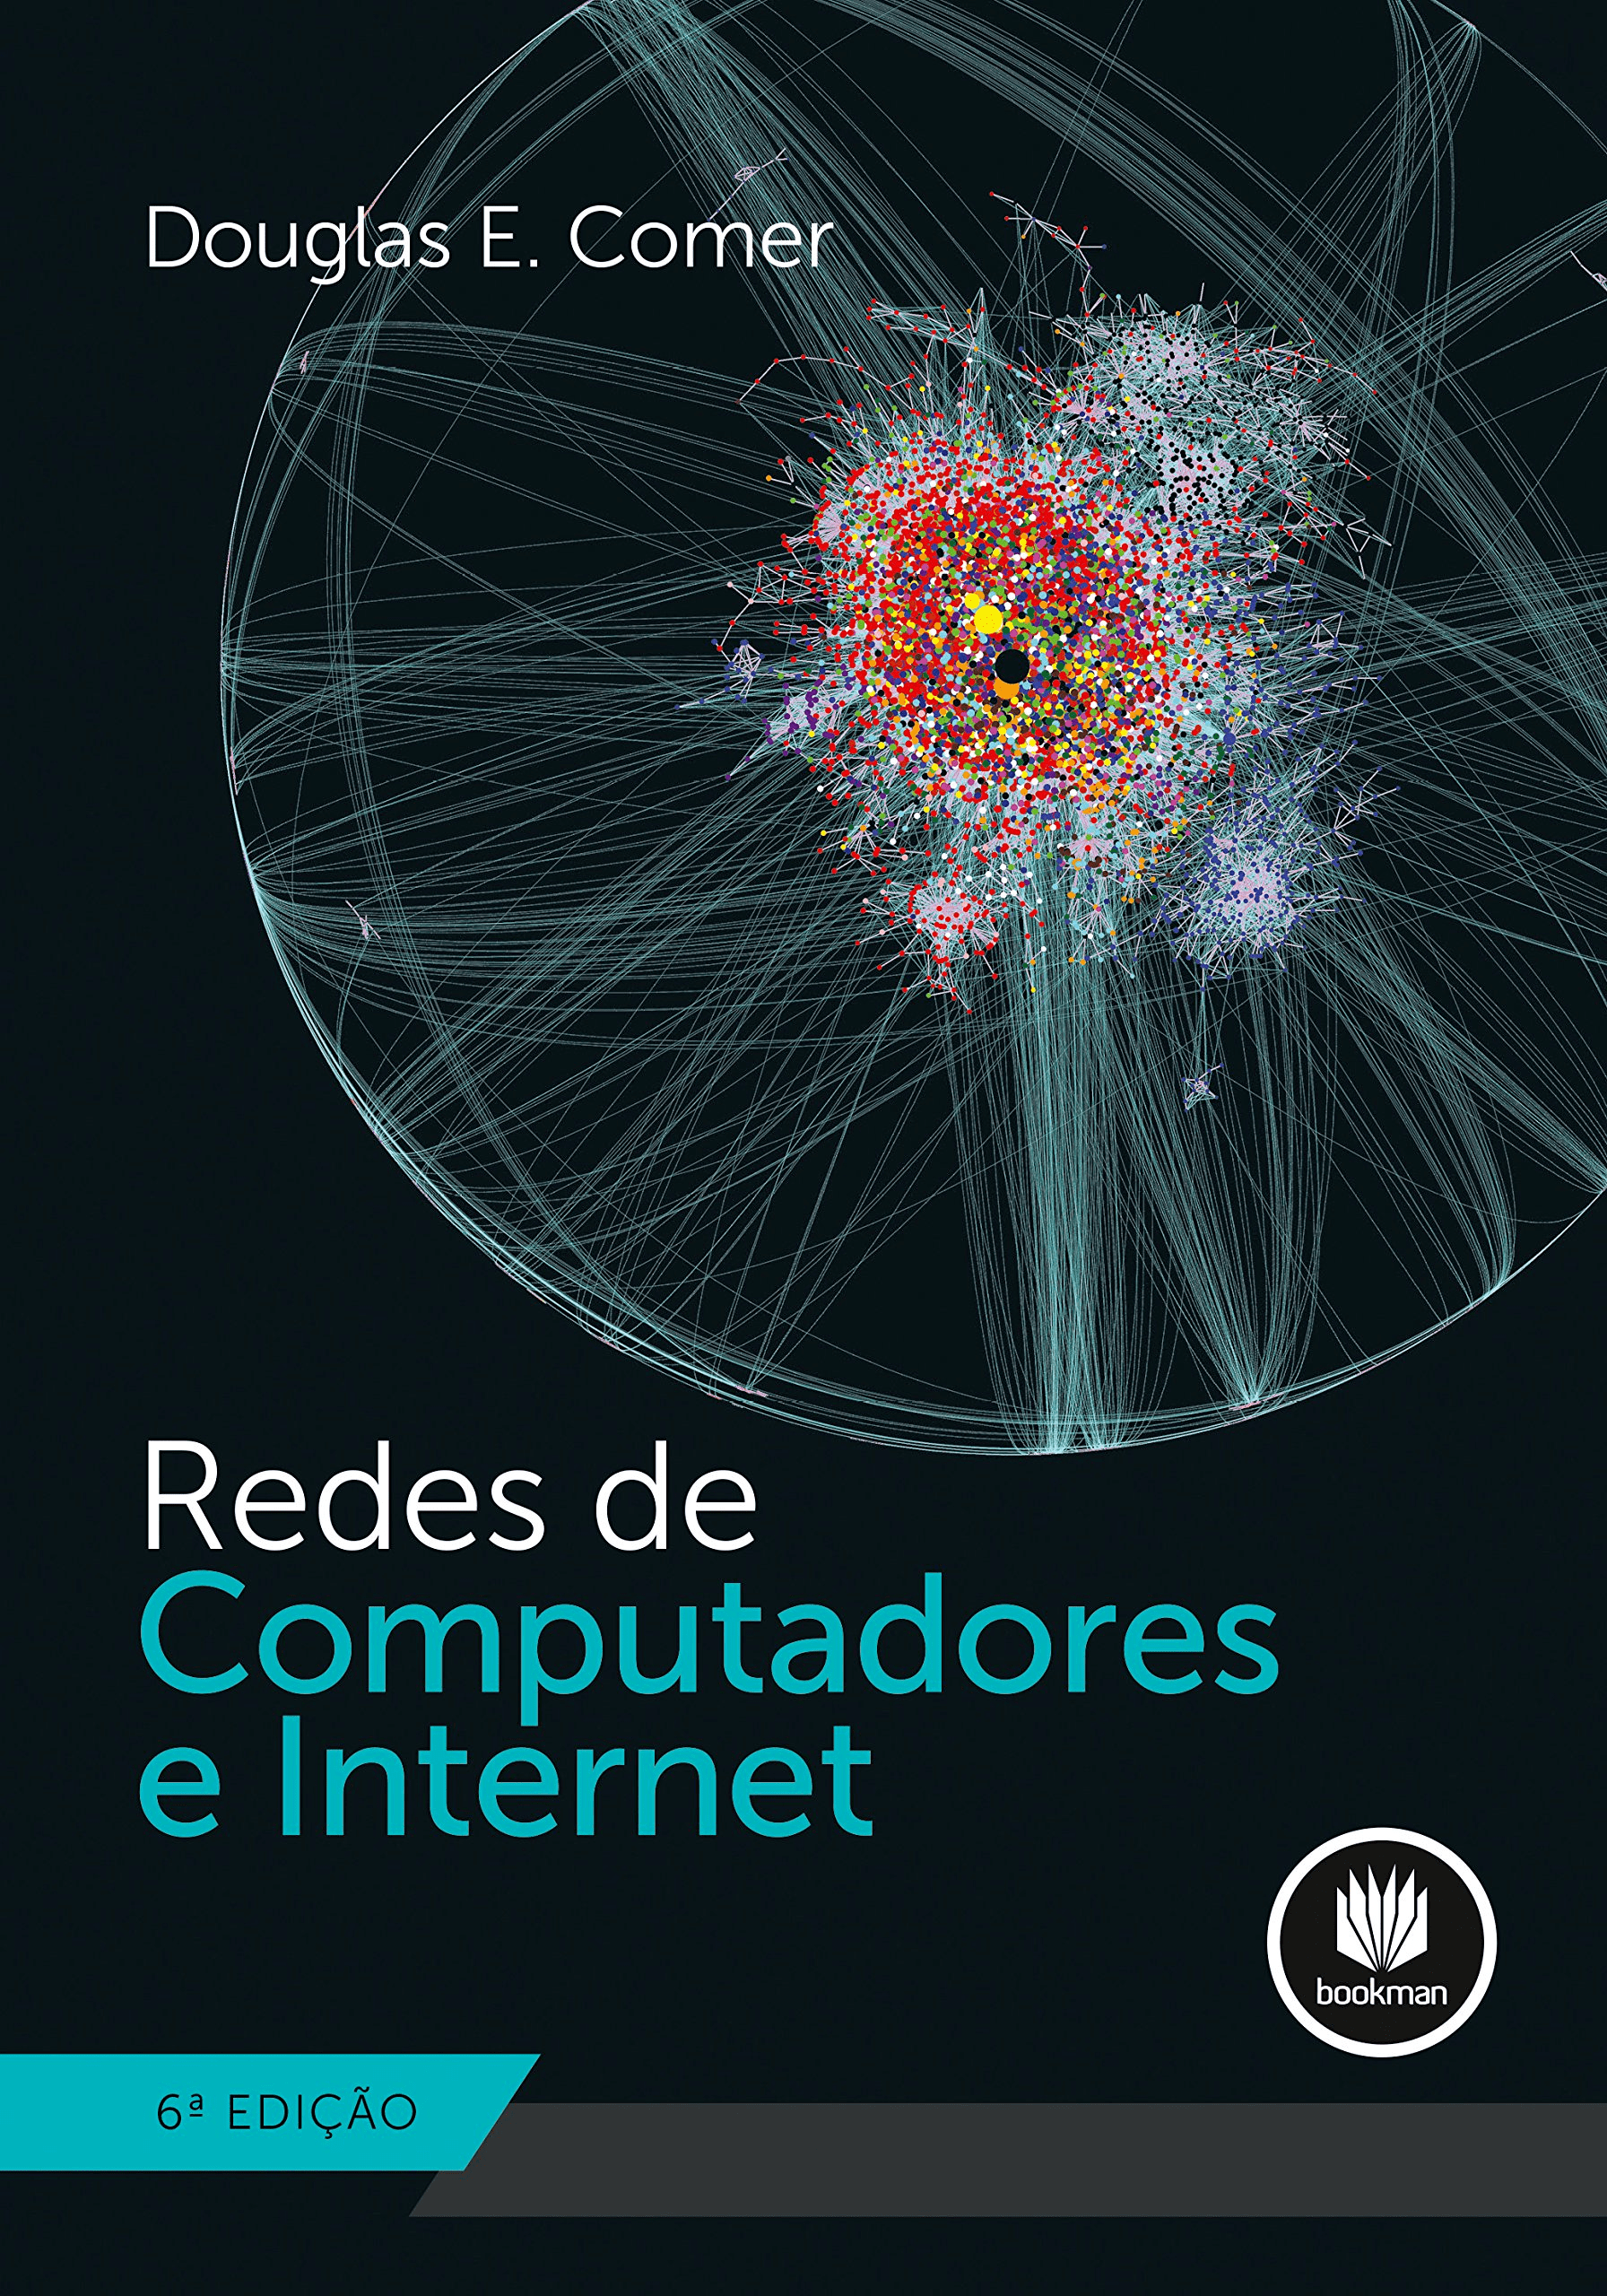 Douglas E. Comer
Redes de
Computadores
e Internet
bookman
6ª EDIÇÃO